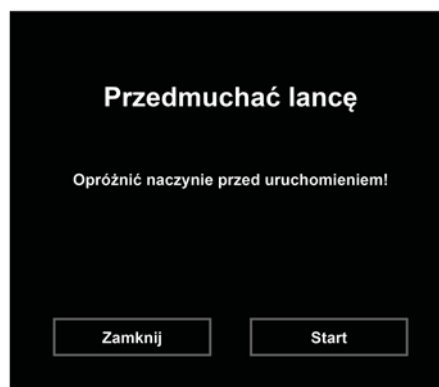 Przedmuchać lancę
Opróżnić naczynie przed uruchomieniem!
Zamknij
Start